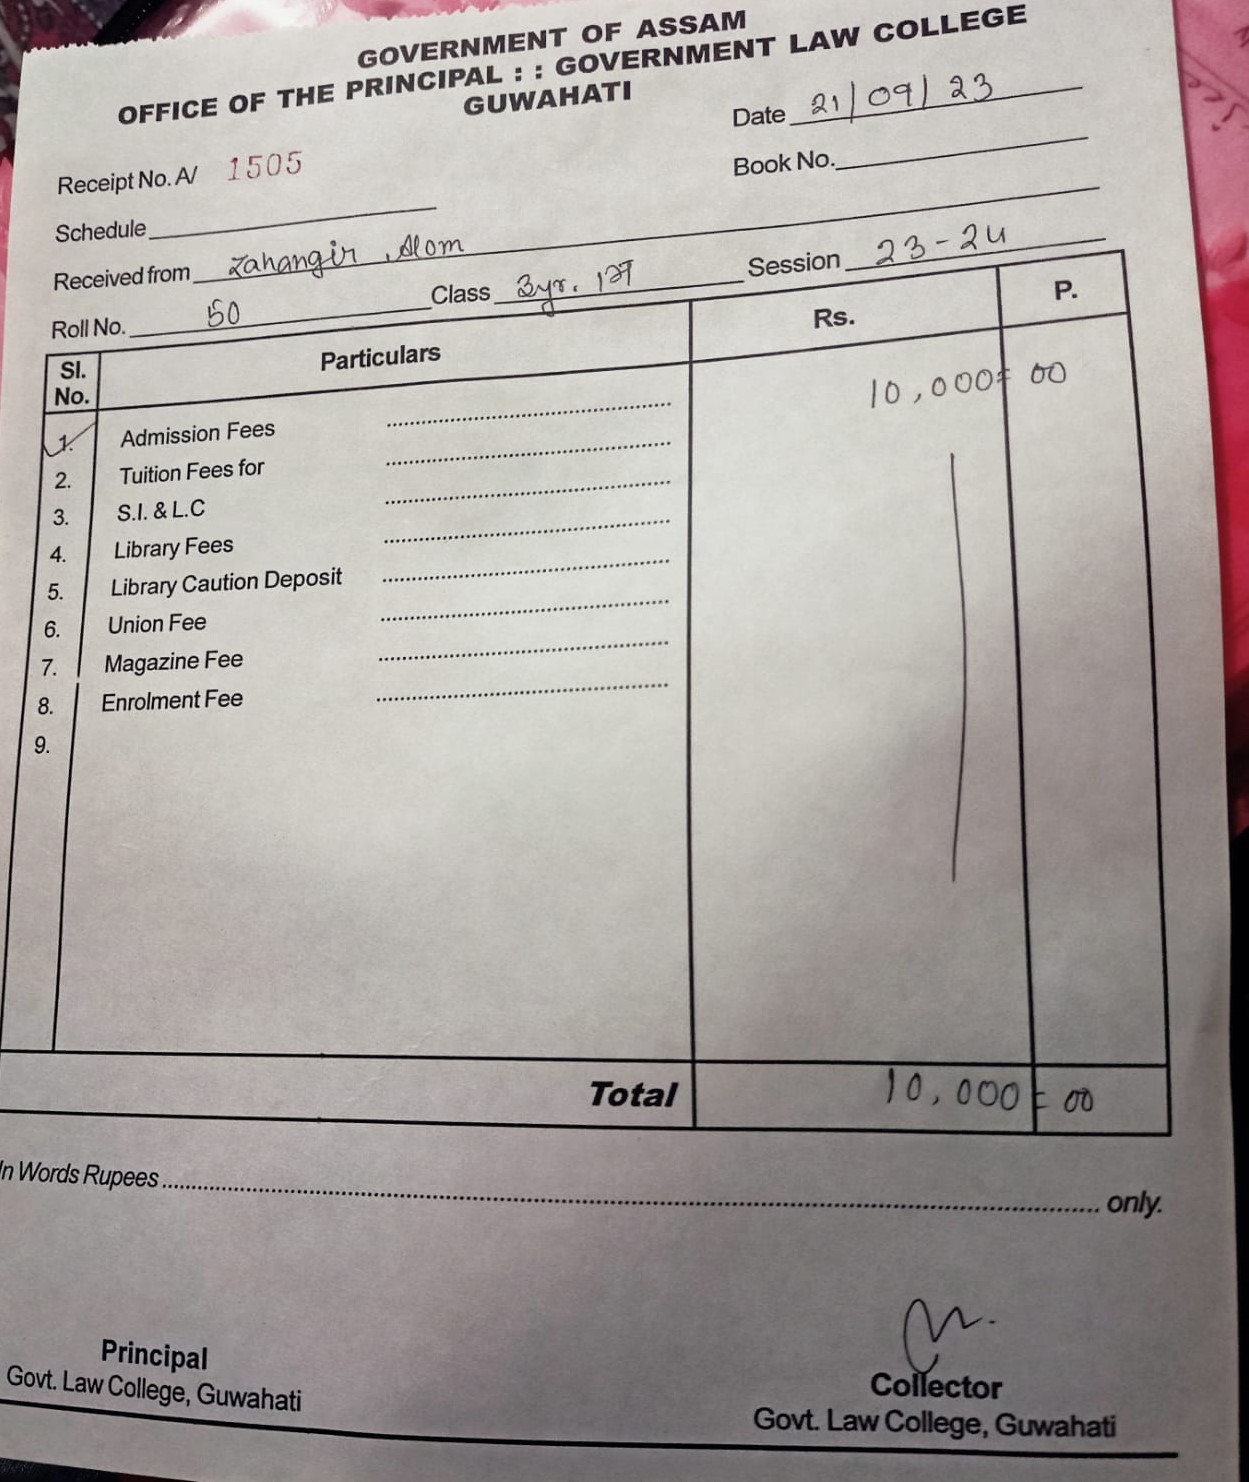 GOVERNMENT OF ASSAM
OFFICE OF THE PRINCIPAL : : GOVERNMENT LAW COLLEGE
GUWAHATI
Date 21/09/23
Receipt No. A/ 1505
Book No.
Schedule
Received from Zahangir Alom
Roll No. 50 Class 3yr. Session 23-24
Sl. No. Particulars Rs. P.
1. Admission Fees 10,000= 00
2. Tuition Fees for
3. S.I. & L.C
4. Library Fees
5. Library Caution Deposit
6. Union Fee
7. Magazine Fee
8. Enrolment Fee
9.
Total 10,000= 00
In Words Rupees only.
Principal
Govt. Law College, Guwahati
Collector
Govt. Law College, Guwahati